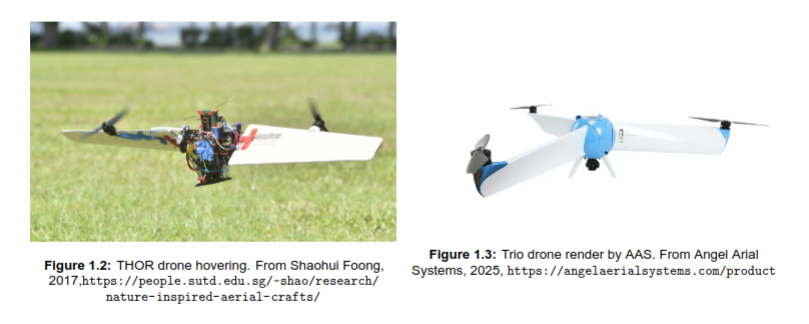 Figure 1.2: THOR drone hovering. From Shaohui Foong,
2017,https://people.sutd.edu.sg/~shao/research/
nature-inspired-aerial-crafts/
Figure 1.3: Trio drone render by AAS. From Angel Arial
Systems, 2025, https://angelaerialsystems.com/product